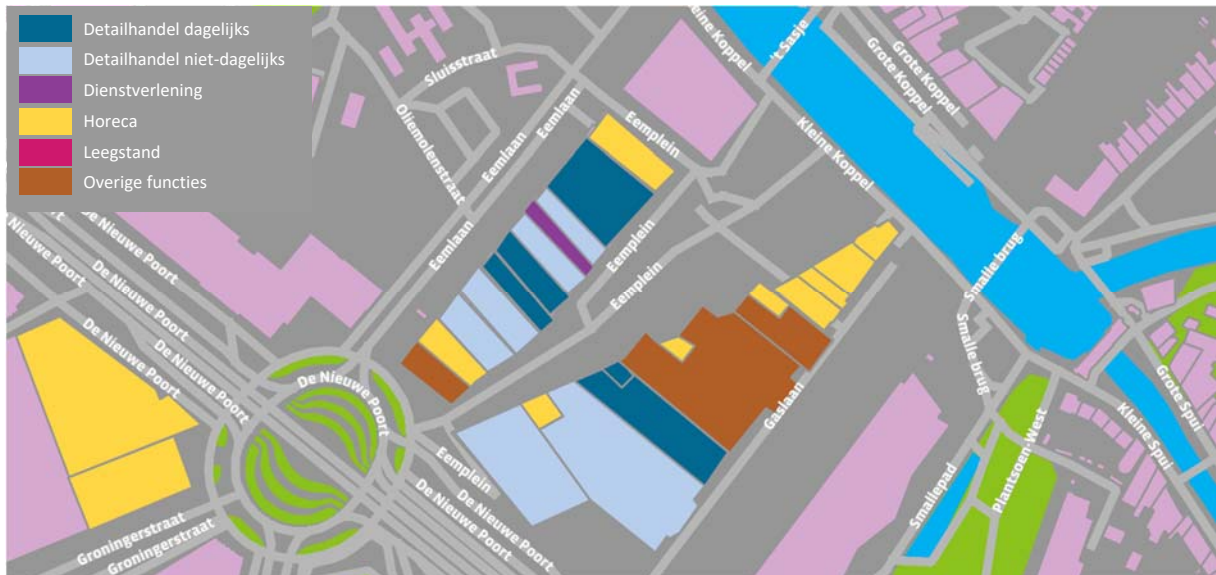 Detailhandel dagelijks
Detailhandel niet-dagelijks
Dienstverlening
Horeca
Leegstand
Overige functies
Kleine Koppel
't Sasje
Grote Koppel
Grote Koppel
Sluisstraat
Oliemolenstraat
Eemlaan
Eemlaan
Eemlaan
Eemplein
Kleine Koppel
Eemplein
Eemplein
De Nieuwe Poort
De Nieuwe Poort
De Nieuwe Poort
De Nieuwe Poort
De Nieuwe Poort
De Nieuwe Poort
Smalle brug
Smalle brug
Gaslaan
Grote Spui
Kleine Spui
Plantsoen-West
Smallepad
Eemplein
De Nieuwe Poort
De Nieuwe Poort
Groningerstraat
Groningerstraat